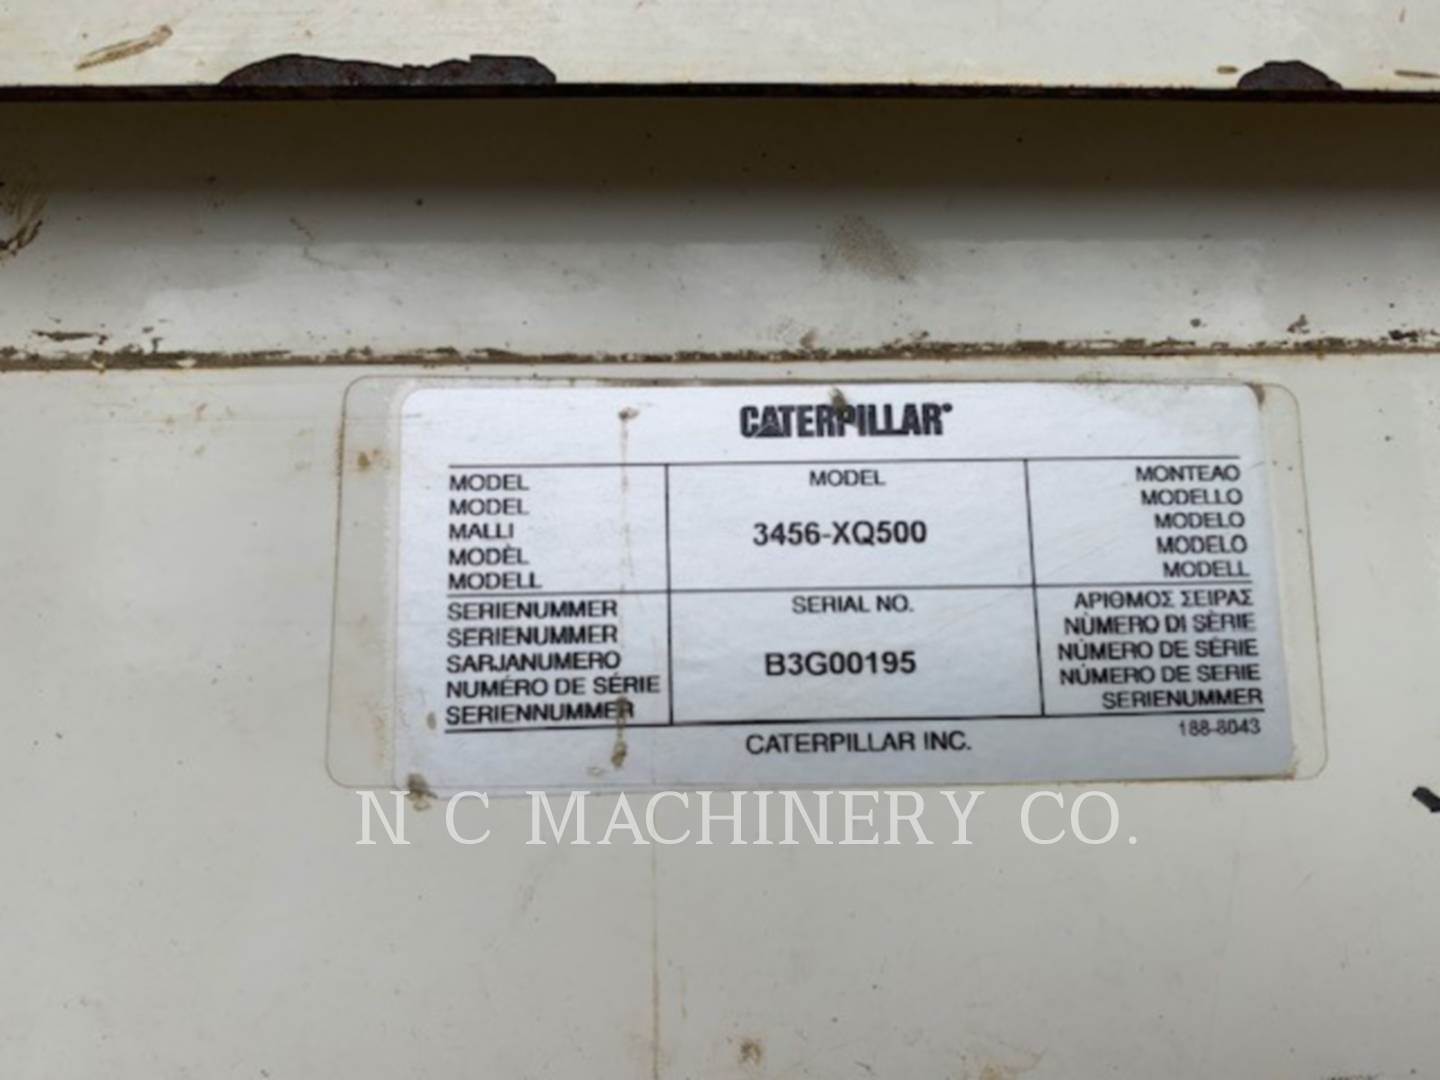 CATERPILLAR®
MODEL MODEL MONTEAO
MODEL MODELLO
MALLI 3456-XQ500 MODELO
MODÈL MODELO
MODELL MODELL
SERIENUMMER SERIAL NO. ΑΡΙΘΜΟΣ ΣΕΙΡΑΣ
SERIENUMMER NÙMERO DI SÈRIE
SARJANUMERO B3G00195 NÚMERO DE SÉRIE
NUMÉRO DE SÉRIE NÚMERO DE SERIE
SERIENNUMMER SERIENUMMER
CATERPILLAR INC. 188-8043
N C MACHINERY CO.